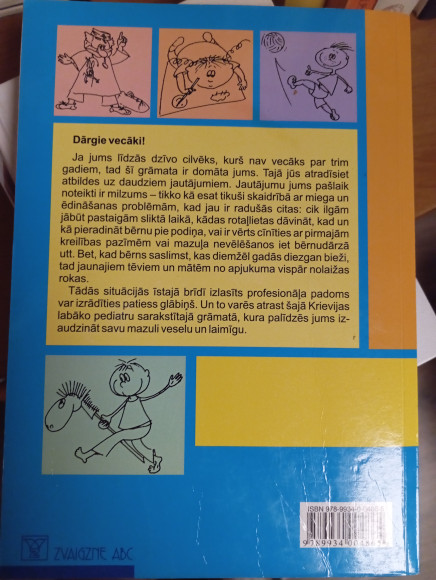 Dārgie vecāki!
Ja jums līdzās dzīvo cilvēks, kurš nav vecāks par trim
gadiem, tad šī grāmata ir domāta jums. Tajā jūs atradīsiet
atbildes uz daudziem jautājumiem. Jautājumu jums pašlaik
noteikti ir milzums – tikko kā esat tikuši skaidrībā ar miega un
ēdināšanas problēmām, kad jau ir radušās citas: cik ilgām
jābūt pastaigām sliktā laikā, kādas rotaļlietas dāvināt, kad un
kā pieradināt bērnu pie podiņa, vai ir vērts cīnīties ar pirmajām
kreilības pazīmēm vai mazuļa nevēlēšanos iet bērnudārzā
utt. Bet, kad bērns saslimst, kas diemžēl gadās diezgan bieži,
tad jaunajiem tēviem un mātēm no apjukuma vispār nolaižas
rokas.
Tādās situācijās īstajā brīdī izlasīts profesionāļa padoms
var izrādīties patiess glābiņš. Un to varēs atrast šajā Krievijas
labāko pediatru sarakstītajā grāmatā, kura palīdzēs jums iz-
audzināt savu mazuli veselu un laimīgu.
ZVAIGZNE ABC